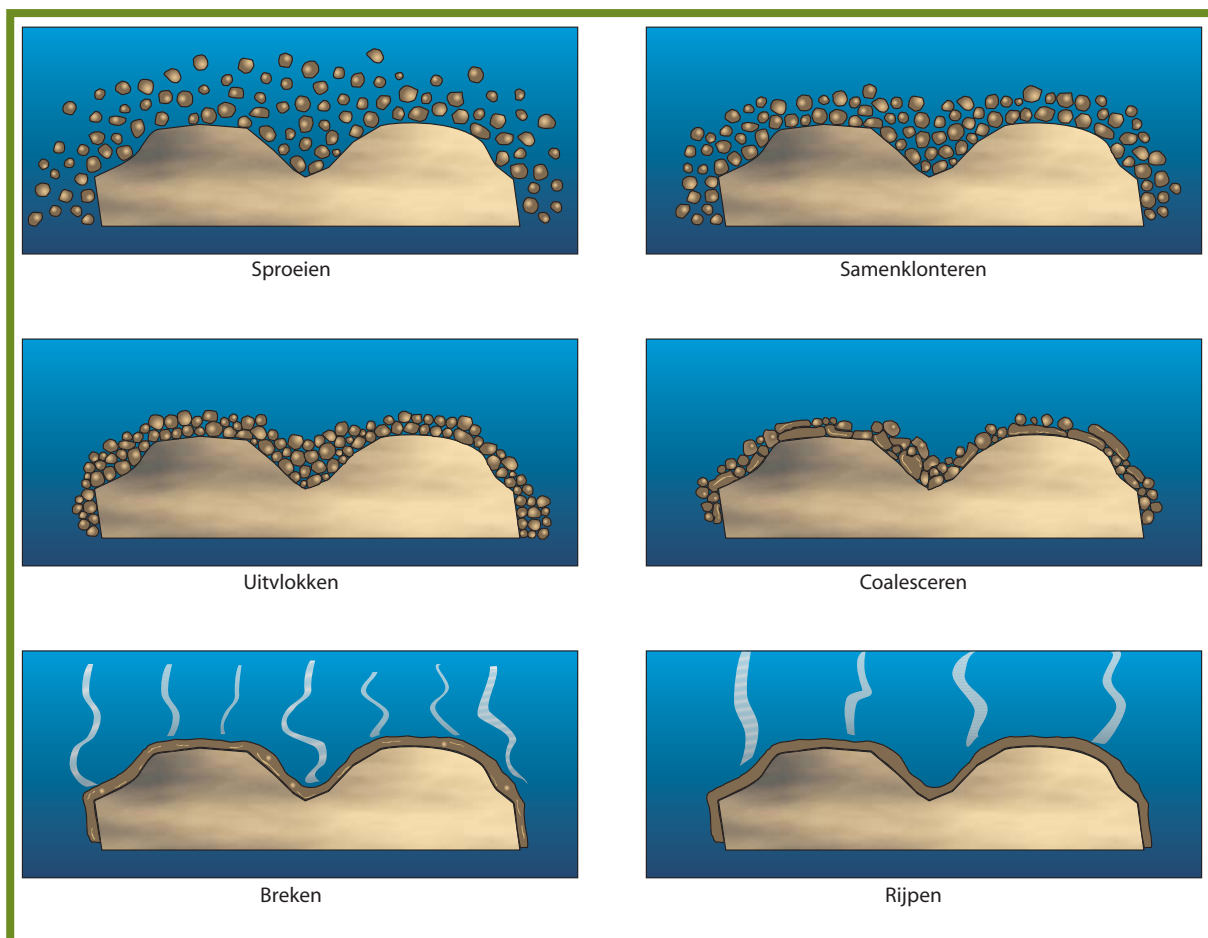 Sproeien
Samenklonteren
Uitvlokken
Coalesceren
Breken
Rijpen